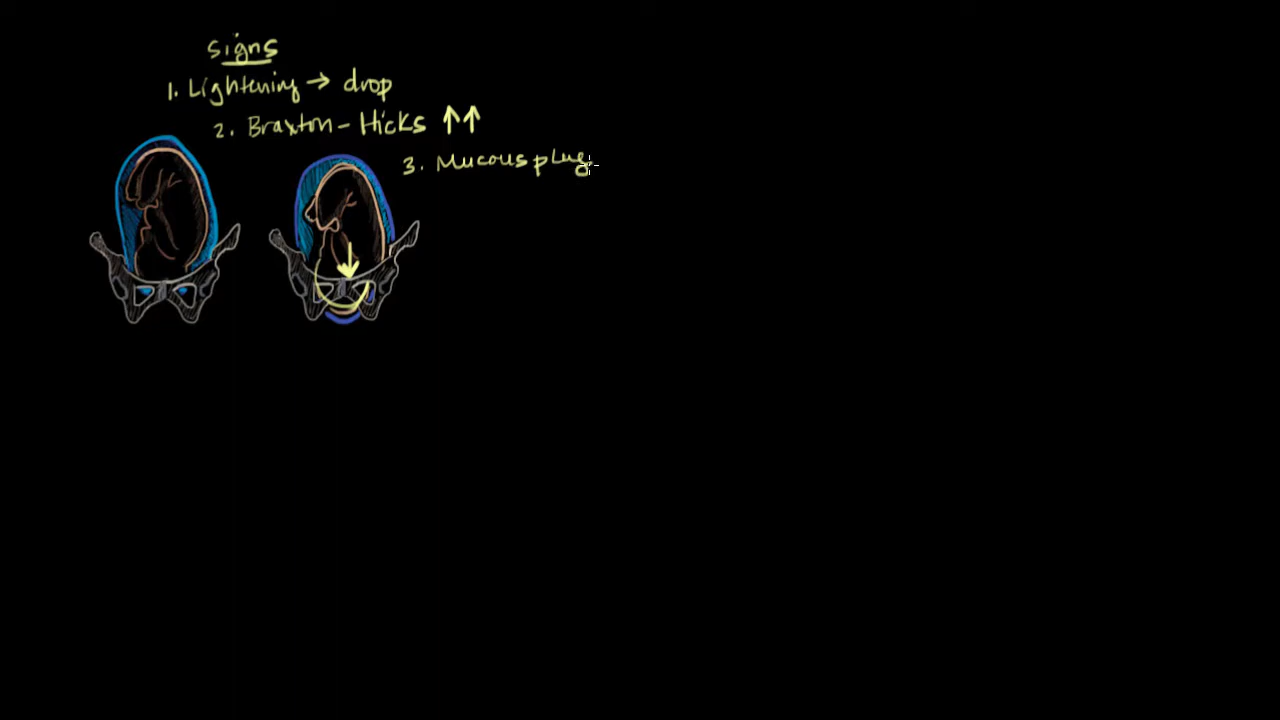 signs
1. Lightening → drop
2. Braxton - Hicks ↑↑
3. Mucous plug